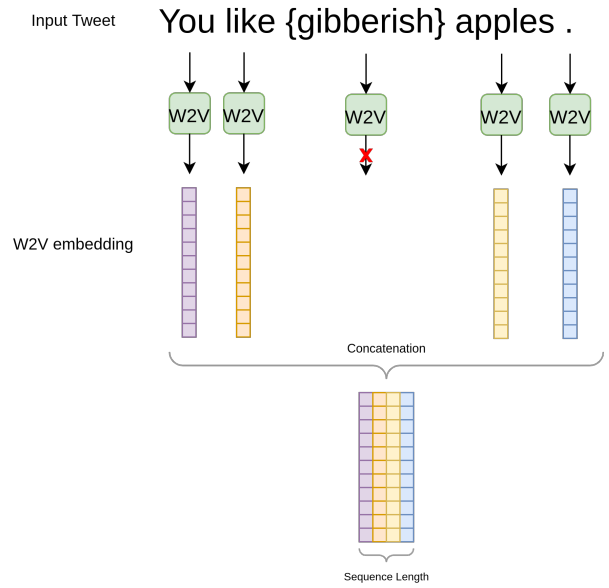 Input Tweet
You like {gibberish} apples .
W2V W2V W2V W2V W2V
X
W2V embedding
Concatenation
Sequence Length